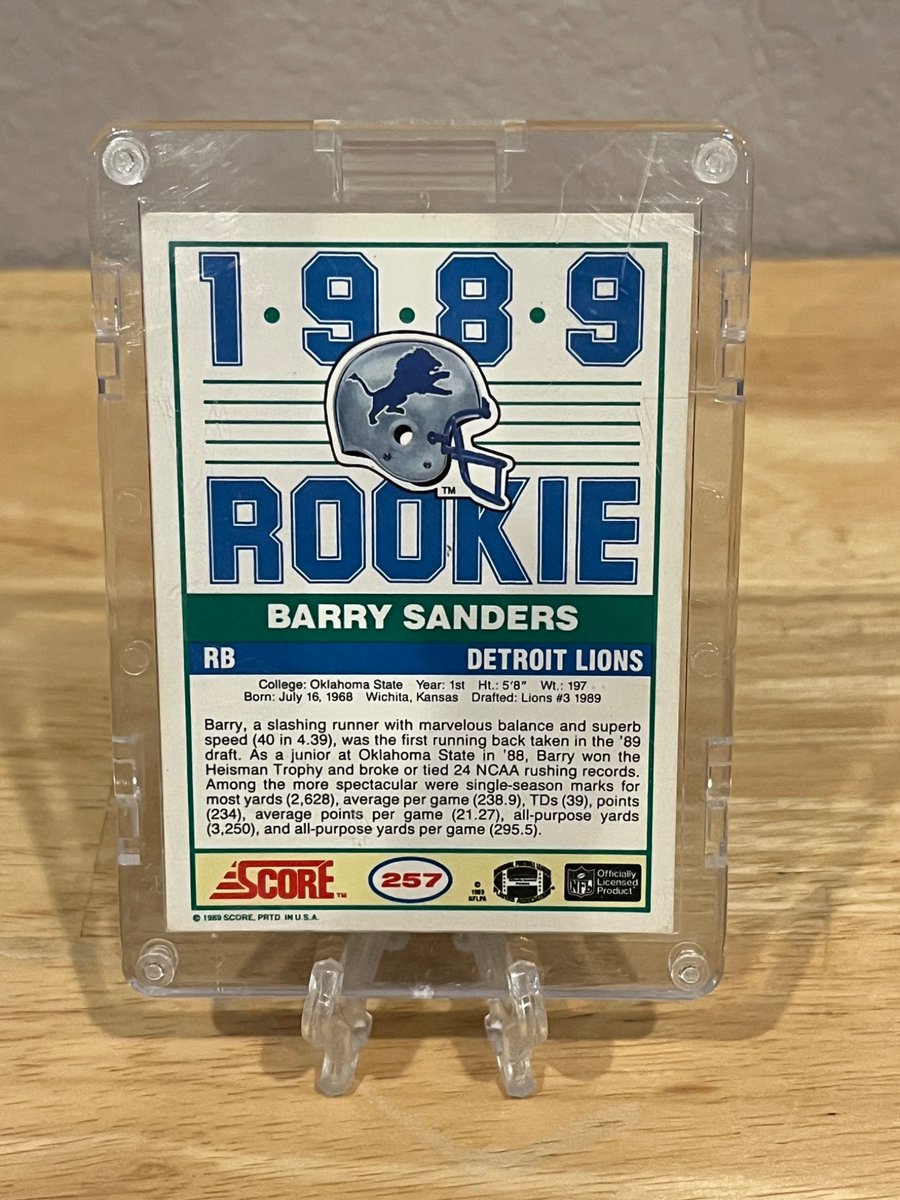 1•9•8•9
TM
ROOKIE
BARRY SANDERS
RB DETROIT LIONS
College: Oklahoma State Year: 1st Ht.: 5'8" Wt.: 197
Born: July 16, 1968 Wichita, Kansas Drafted: Lions #3 1989
Barry, a slashing runner with marvelous balance and superb
speed (40 in 4.39), was the first running back taken in the '89
draft. As a junior at Oklahoma State in '88, Barry won the
Heisman Trophy and broke or tied 24 NCAA rushing records.
Among the more spectacular were single-season marks for
most yards (2,628), average per game (238.9), TDs (39), points
(234), average points per game (21.27), all-purpose yards
(3,250), and all-purpose yards per game (295.5).
SCORE TM 257 © 1989 NFLPA NFL Officially
Licensed
Product
© 1989 SCORE, PRTD. IN U.S.A.